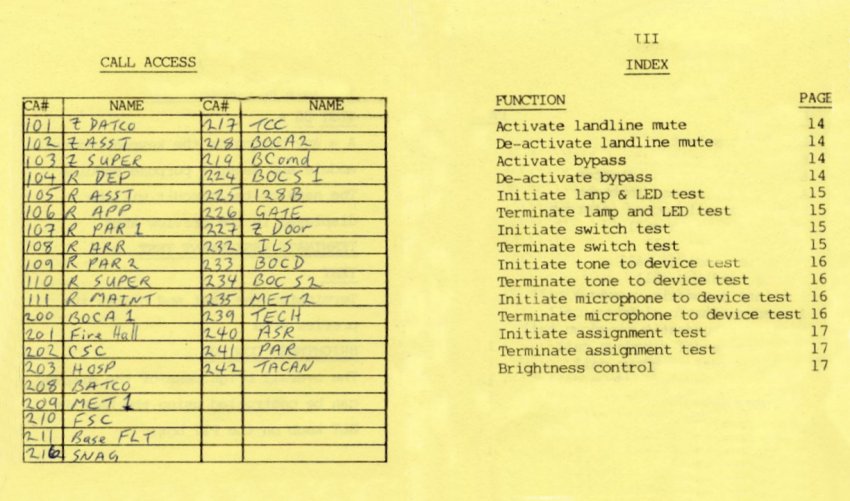 CALL ACCESS
CA# NAME CA# NAME
101 Z DATCO 217 TCC
102 Z ASST 218 BOCA2
103 Z SUPER 219 BComd
104 R DEP 224 BOCS 1
105 R ASST 225 128B
106 R APP 226 GATE
107 R PAR 1 227 Z Door
108 R ARR 232 ILS
109 R PAR 2 233 BOCD
110 R SUPER 234 BOC S2
111 R MAINT 235 MET 2
200 BOCA 1 239 TECH
201 Fire Hall 240 ASR
202 CSC 241 PAR
203 HOSP 242 TACAN
208 BATCO
209 MET 1
210 FSC
211 Base FLT
216 SNAG
III
INDEX
FUNCTION PAGE
Activate landline mute 14
De-activate landline mute 14
Activate bypass 14
De-activate bypass 14
Initiate lanp & LED test 15
Terminate lamp and LED test 15
Initiate switch test 15
Terminate switch test 15
Initiate tone to device test 16
Terminate tone to device test 16
Initiate microphone to device test 16
Terminate microphone to device test 16
Initiate assignment test 17
Terminate assignment test 17
Brightness control 17